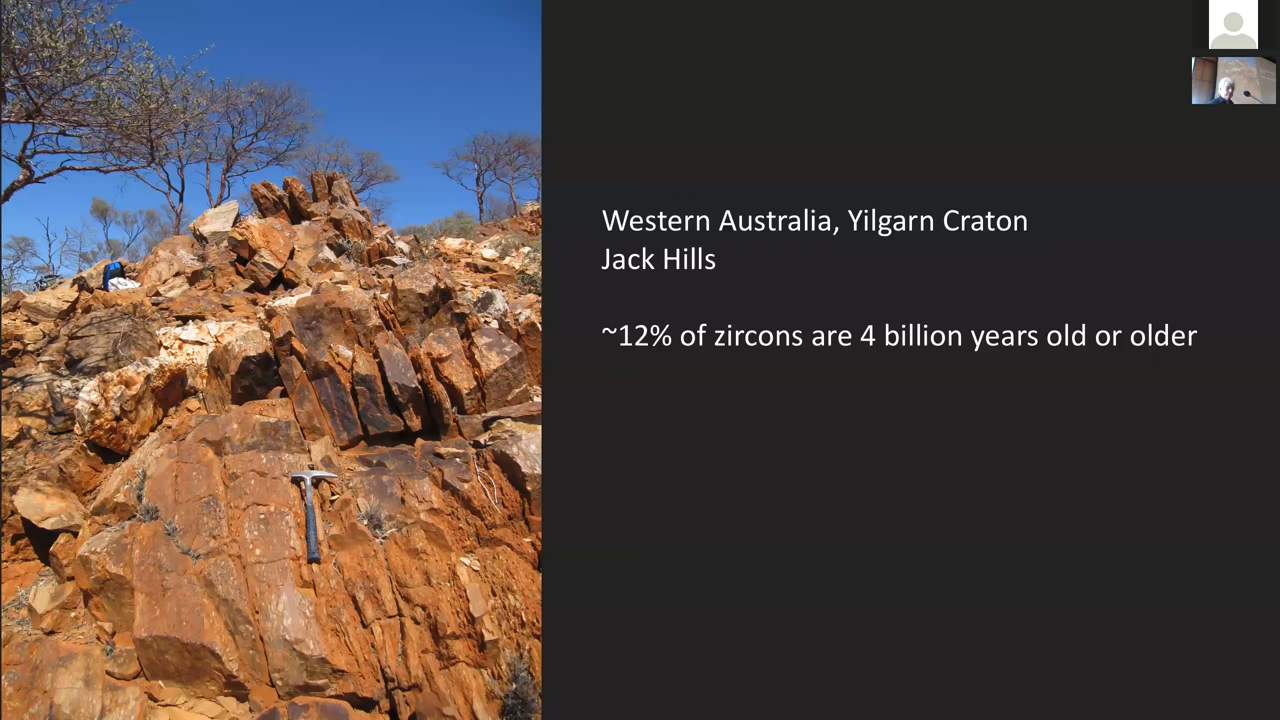 Western Australia, Yilgarn Craton
Jack Hills
~12% of zircons are 4 billion years old or older